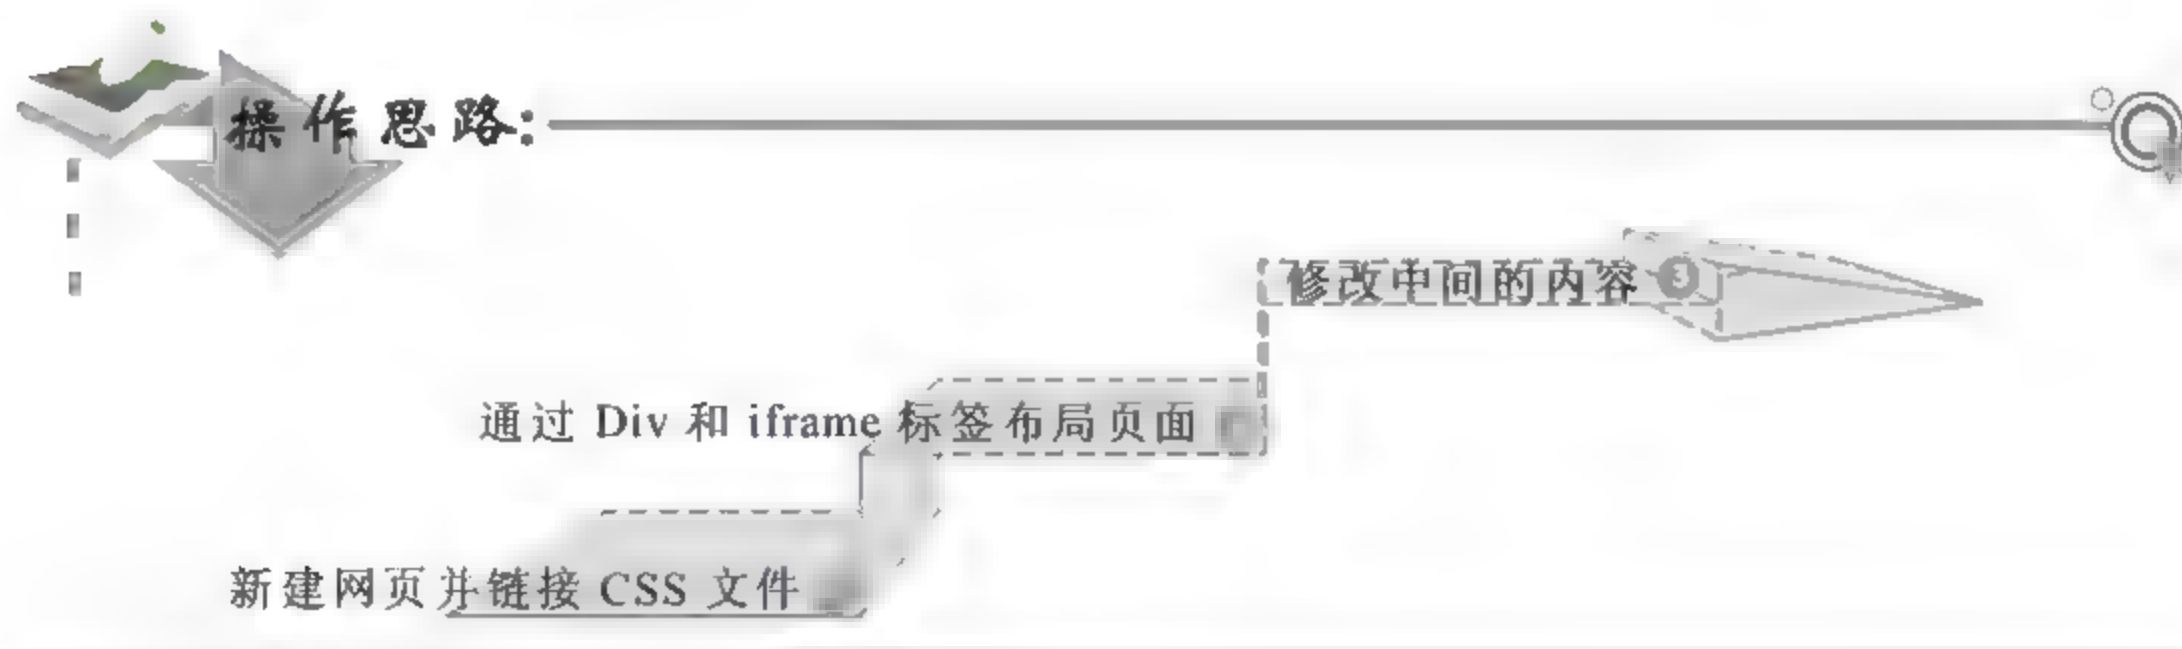 操作思路:
修改中间的内容 3
通过 Div 和 iframe 标签布局页面
新建网页并链接 CSS 文件